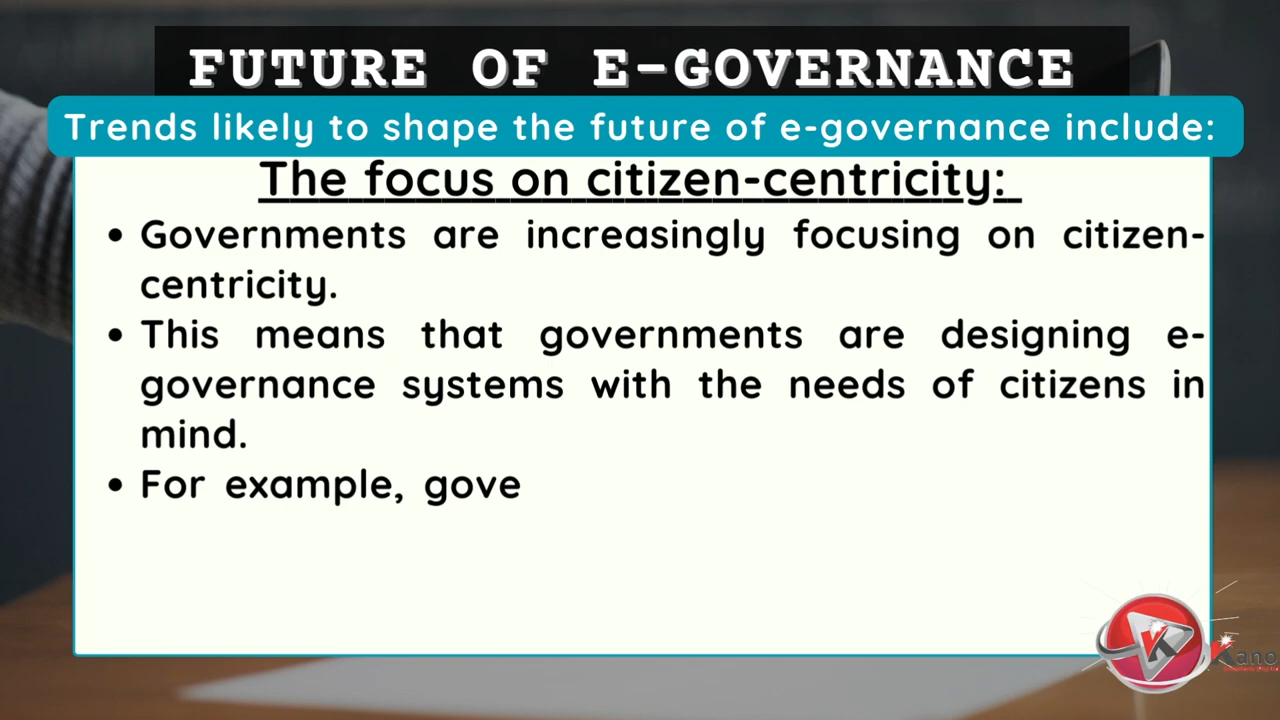 FUTURE OF E-GOVERNANCE
Trends likely to shape the future of e-governance include:
The focus on citizen-centricity:
• Governments are increasingly focusing on citizen-
centricity.
• This means that governments are designing e-
governance systems with the needs of citizens in
mind.
• For example, gove
Kano